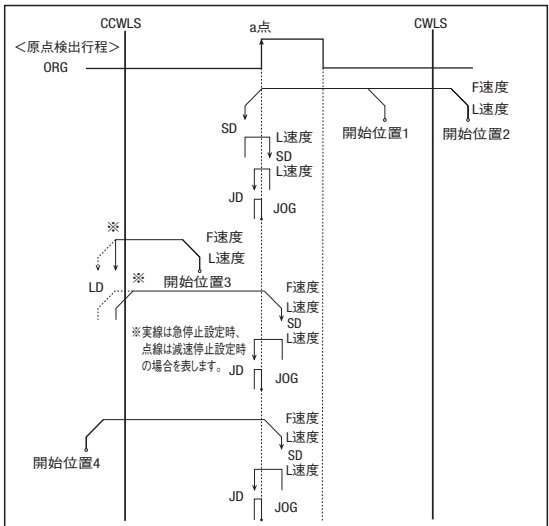 CCWLS
a点
CWLS
<原点検出行程>
ORG
F速度
L速度
SD
開始位置1
開始位置2
L速度
SD
L速度
JD
JOG
※
F速度
L速度
※
LD
開始位置3
F速度
L速度
SD
※実線は急停止設定時、
点線は減速停止設定時
の場合を表します。
L速度
JD
JOG
F速度
L速度
SD
開始位置4
L速度
JD
JOG